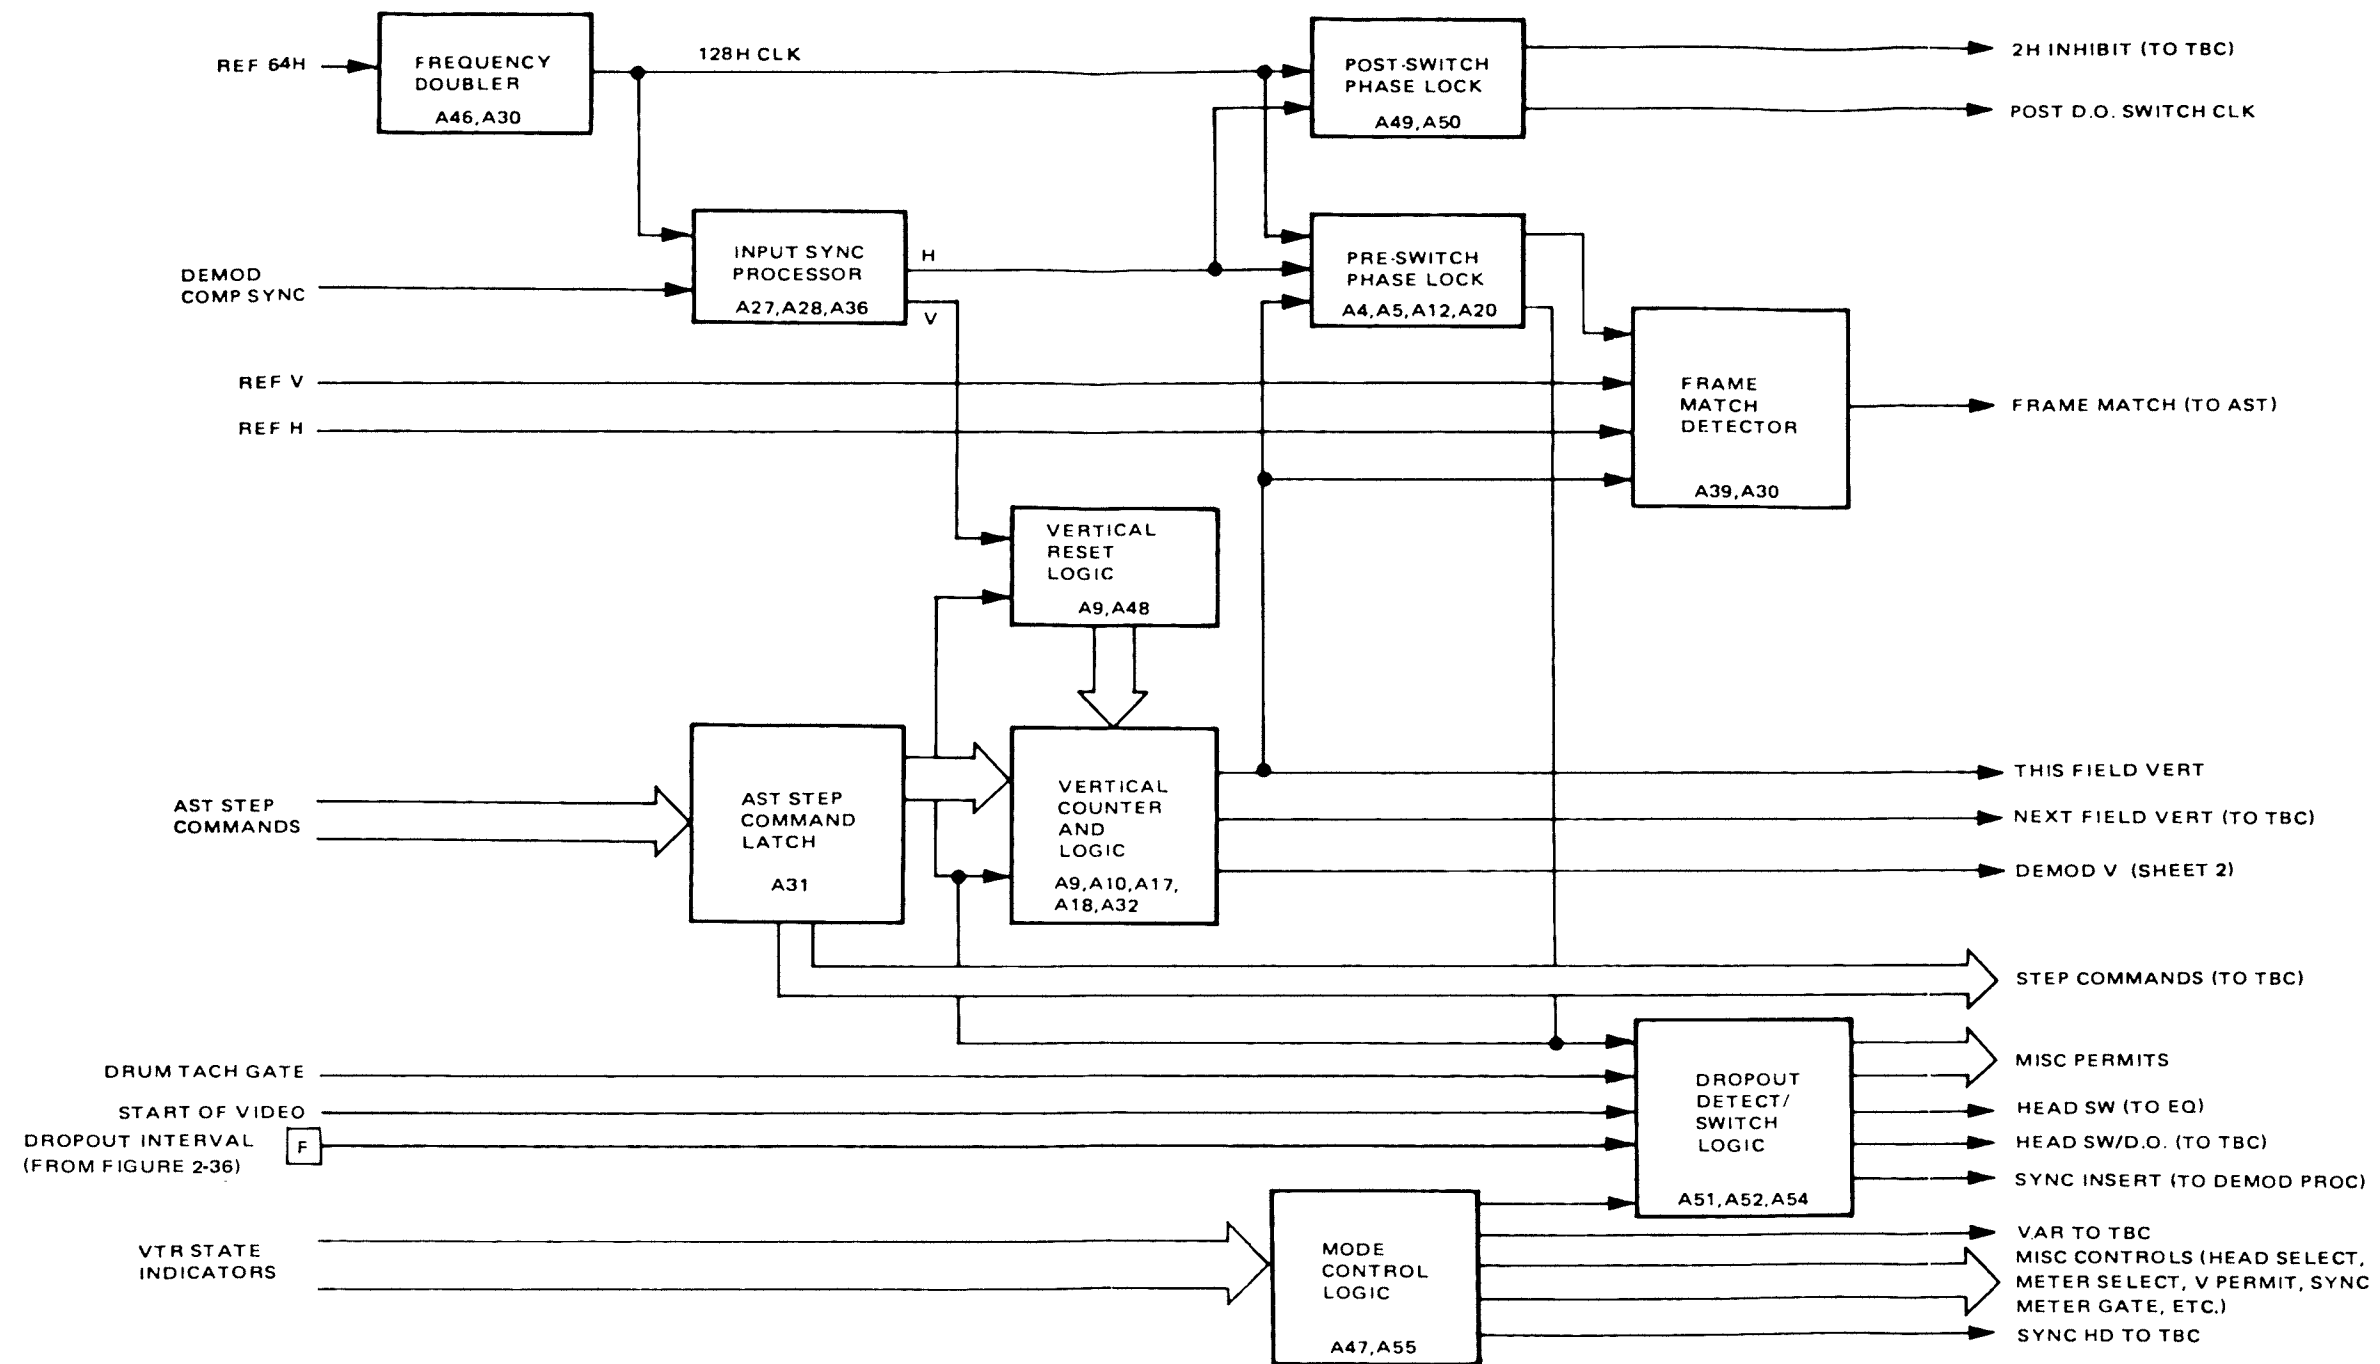 REF 64H
FREQUENCY
DOUBLER
A46,A30
128H CLK
POST-SWITCH
PHASE LOCK
A49,A50
2H INHIBIT (TO TBC)
POST D.O. SWITCH CLK
DEMOD
COMP SYNC
INPUT SYNC
PROCESSOR
A27,A28,A36
H
V
PRE-SWITCH
PHASE LOCK
A4,A5,A12,A20
REF V
REF H
FRAME
MATCH
DETECTOR
A39,A30
FRAME MATCH (TO AST)
VERTICAL
RESET
LOGIC
A9,A48
AST STEP
COMMANDS
AST STEP
COMMAND
LATCH
A31
VERTICAL
COUNTER
AND
LOGIC
A9,A10,A17,
A18,A32
THIS FIELD VERT
NEXT FIELD VERT (TO TBC)
DEMOD V (SHEET 2)
STEP COMMANDS (TO TBC)
DRUM TACH GATE
START OF VIDEO
DROPOUT INTERVAL
(FROM FIGURE 2-36)
F
DROPOUT
DETECT/
SWITCH
LOGIC
A51,A52,A54
MISC PERMITS
HEAD SW (TO EQ)
HEAD SW/D.O. (TO TBC)
SYNC INSERT (TO DEMOD PROC)
VTR STATE
INDICATORS
MODE
CONTROL
LOGIC
A47,A55
VAR TO TBC
MISC CONTROLS (HEAD SELECT,
METER SELECT, V PERMIT, SYNC
METER GATE, ETC.)
SYNC HD TO TBC